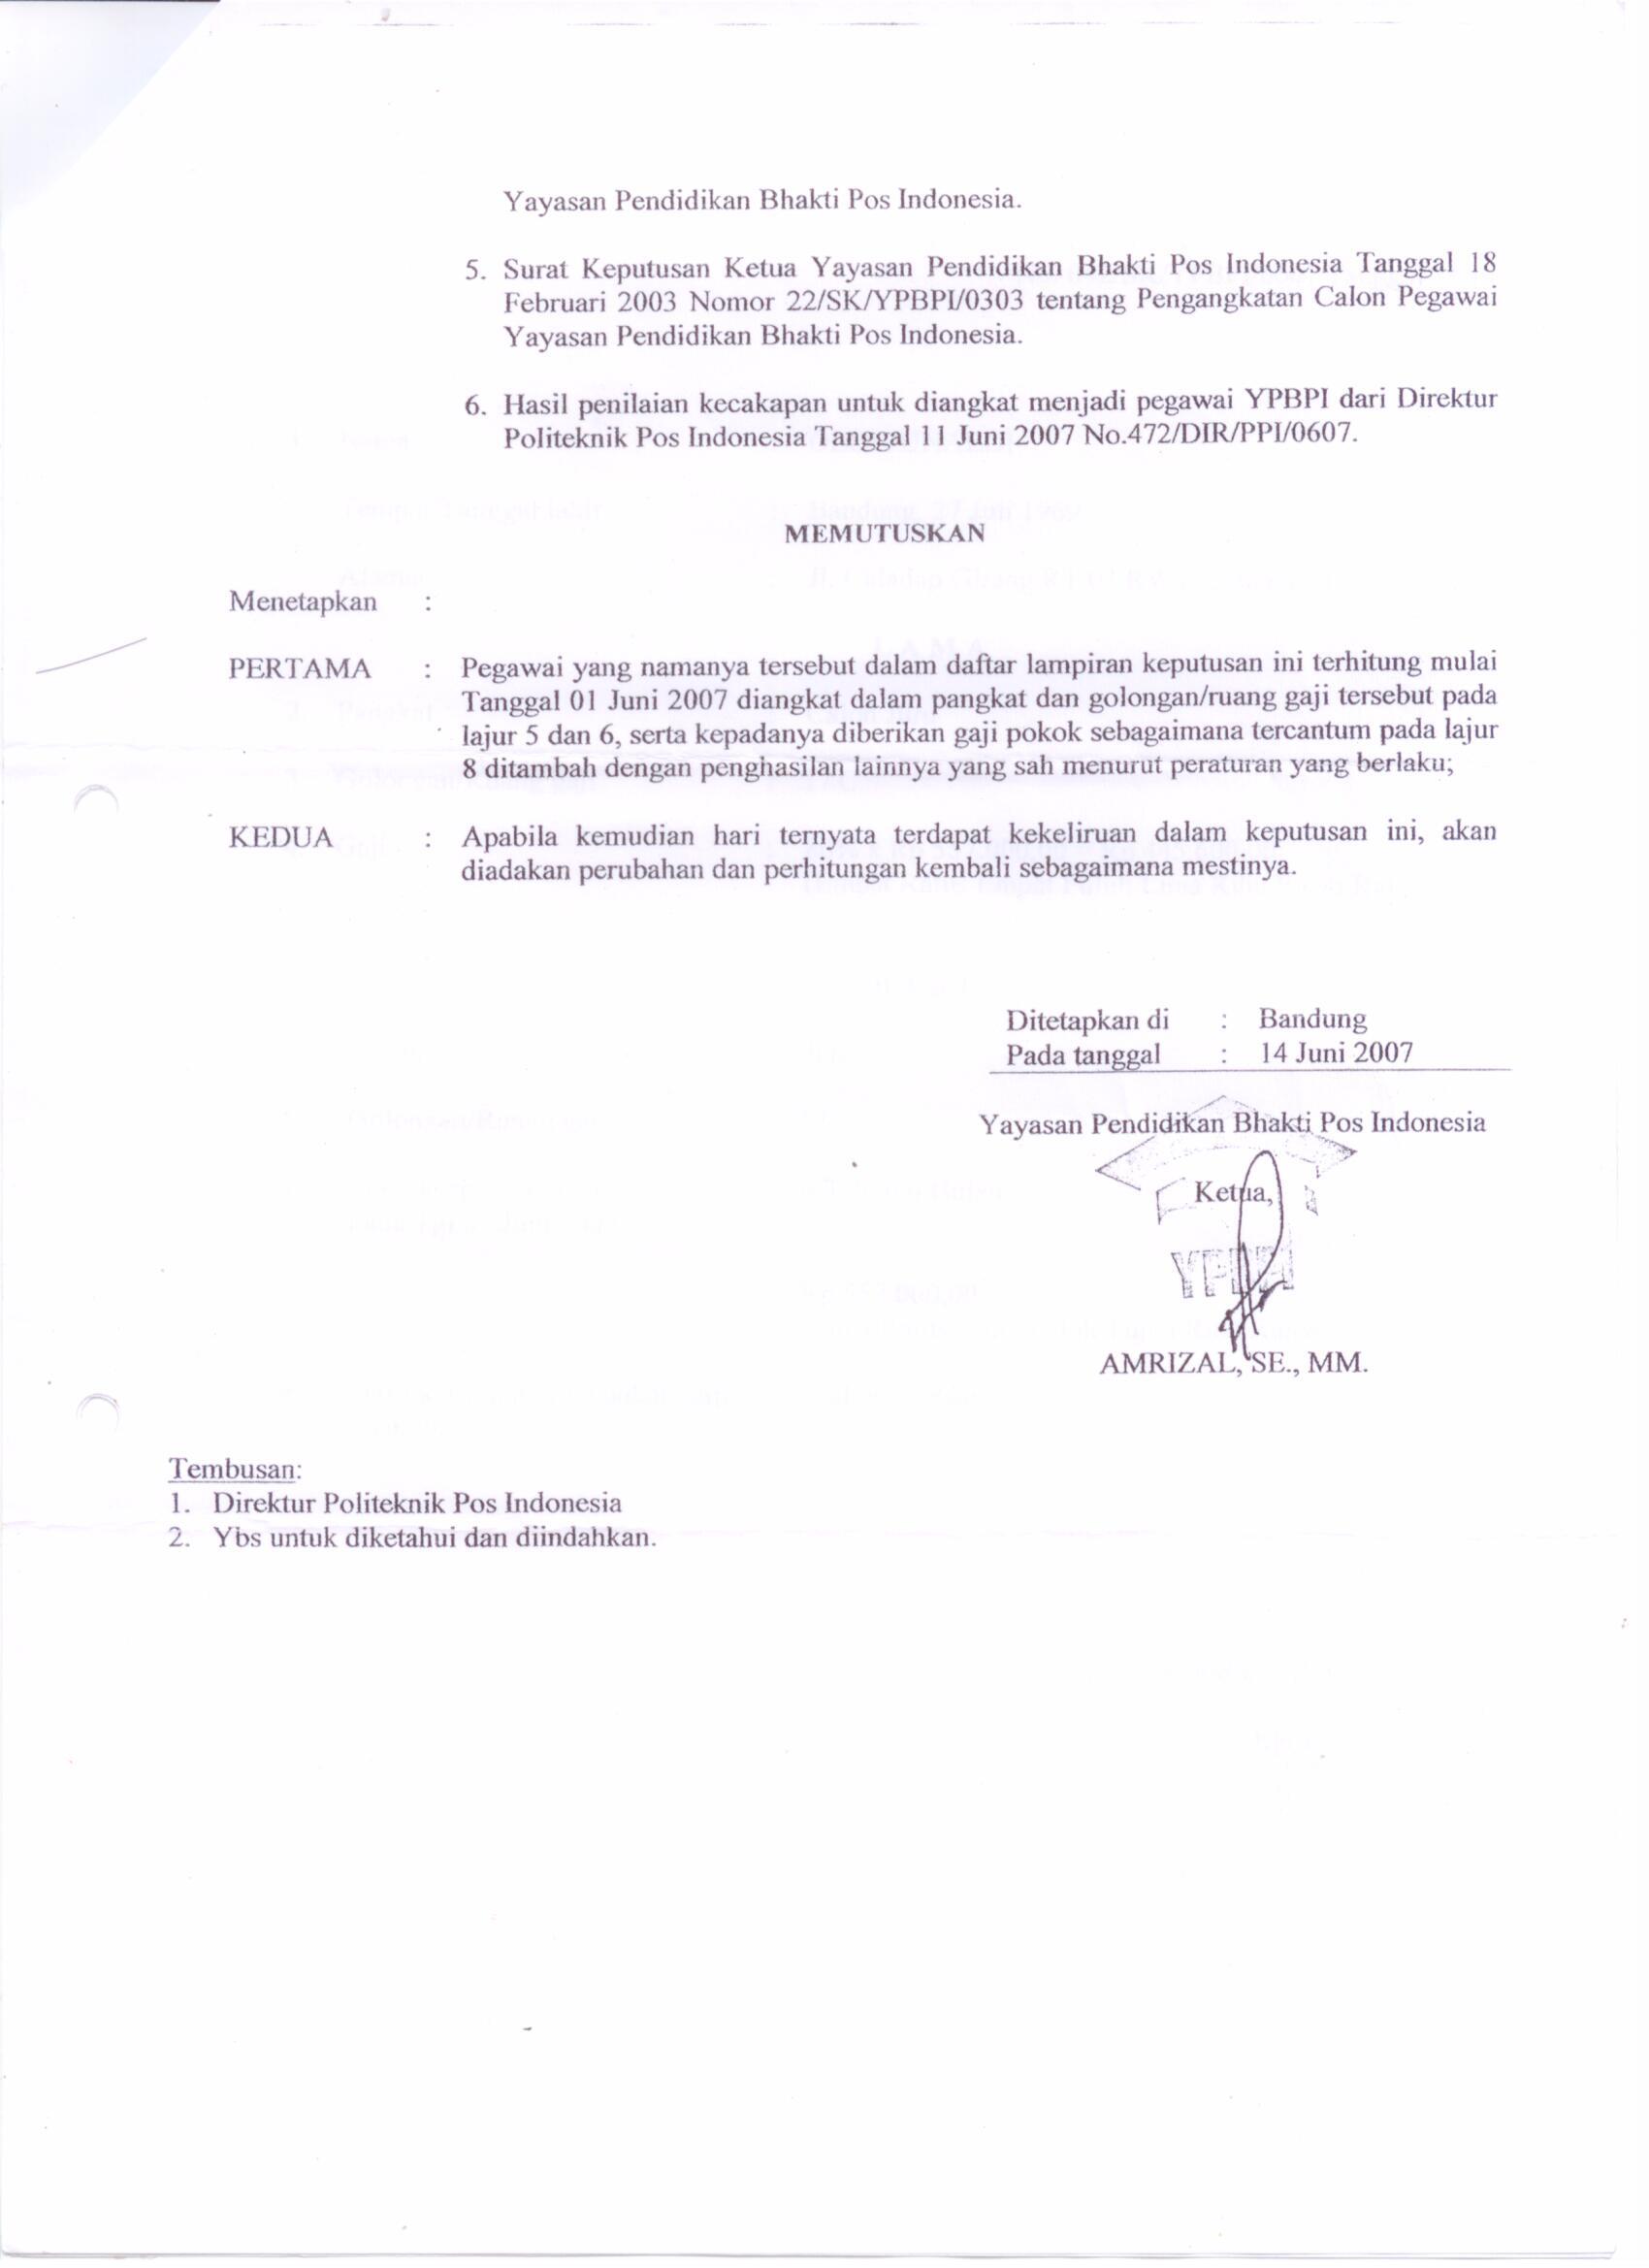 Yayasan Pendidikan Bhakti Pos Indonesia.
5. Surat Keputusan Ketua Yayasan Pendidikan Bhakti Pos Indonesia Tanggal 18
Februari 2003 Nomor 22/SK/YPBPI/0303 tentang Pengangkatan Calon Pegawai
Yayasan Pendidikan Bhakti Pos Indonesia.
6. Hasil penilaian kecakapan untuk diangkat menjadi pegawai YPBPI dari Direktur
Politeknik Pos Indonesia Tanggal 11 Juni 2007 No.472/DIR/PPI/0607.
MEMUTUSKAN
Menetapkan :
PERTAMA : Pegawai yang namanya tersebut dalam daftar lampiran keputusan ini terhitung mulai
Tanggal 01 Juni 2007 diangkat dalam pangkat dan golongan/ruang gaji tersebut pada
lajur 5 dan 6, serta kepadanya diberikan gaji pokok sebagaimana tercantum pada lajur
8 ditambah dengan penghasilan lainnya yang sah menurut peraturan yang berlaku;
KEDUA : Apabila kemudian hari ternyata terdapat kekeliruan dalam keputusan ini, akan
diadakan perubahan dan perhitungan kembali sebagaimana mestinya.
Ditetapkan di : Bandung
Pada tanggal : 14 Juni 2007
Yayasan Pendidikan Bhakti Pos Indonesia
Ketua,
AMRIZAL, SE., MM.
Tembusan:
1. Direktur Politeknik Pos Indonesia
2. Ybs untuk diketahui dan diindahkan.